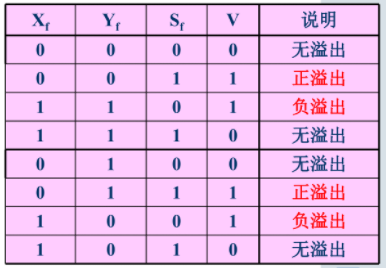 Xf Yf Sf V 说明
0 0 0 0 无溢出
0 0 1 1 正溢出
1 1 0 1 负溢出
1 1 1 0 无溢出
0 1 0 0 无溢出
0 1 1 1 正溢出
1 0 0 1 负溢出
1 0 1 0 无溢出